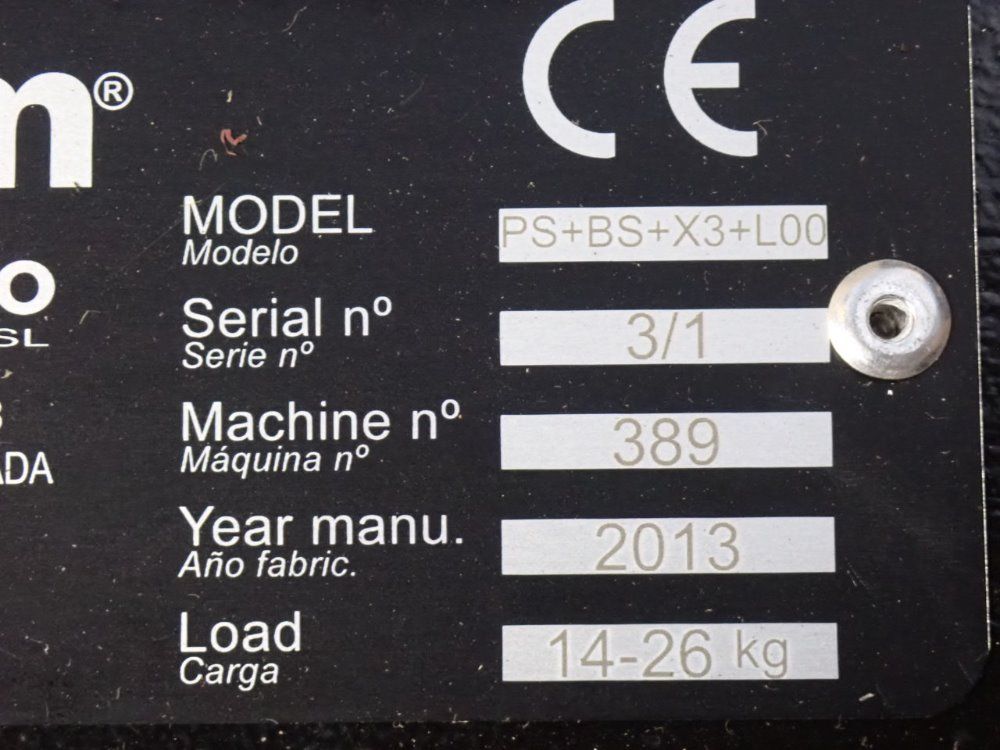 m®
CE
MODEL PS+BS+X3+L00
Modelo
o
SL
Serial nº 3/1
Serie nº
Machine nº 389
Máquina nº
ADA
Year manu. 2013
Año fabric.
Load 14-26 kg
Carga